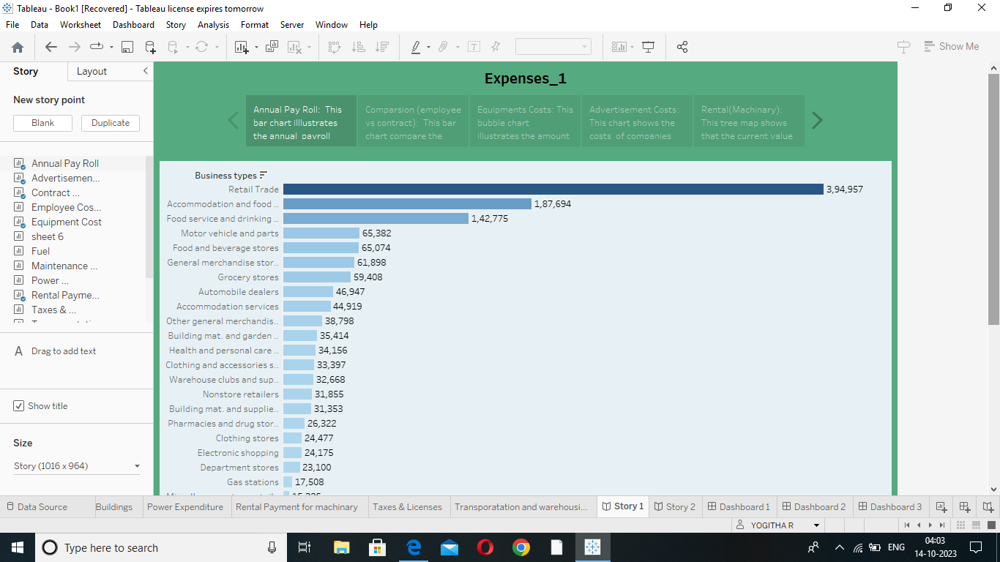 Tableau - Book1 [Recovered] - Tableau license expires tomorrow
File Data Worksheet Dashboard Story Analysis Format Server Window Help
Show Me
Story Layout
New story point
Blank Duplicate
Annual Pay Roll
Advertisemen...
Contract ...
Employee Cos...
Equipment Cost
sheet 6
Fuel
Maintenance ...
Power ...
Rental Payme...
Taxes & ...
A Drag to add text
Show title
Size
Story (1016 x 964)
Expenses_1
Annual Pay Roll: This
bar chart illlustrates
the annual payroll
Comparsion (employee
vs contract): This bar
chart compare the
Equipments Costs: This
bubble chart
illustrates the amount
Advertisement Costs:
This chart shows the
costs of companies
Rental(Machinary):
This tree map shows
that the current value
Business types
Retail Trade 3,94,957
Accommodation and food .. 1,87,694
Food service and drinking .. 1,42,775
Motor vehicle and parts 65,382
Food and beverage stores 65,074
General merchandise stor.. 61,898
Grocery stores 59,408
Automobile dealers 46,947
Accommodation services 44,919
Other general merchandis.. 38,798
Building mat. and garden .. 35,414
Health and personal care .. 34,156
Clothing and accessories s.. 33,397
Warehouse clubs and sup.. 32,668
Nonstore retailers 31,855
Building mat. and supplie.. 31,353
Pharmacies and drug stor.. 26,322
Clothing stores 24,477
Electronic shopping 24,175
Department stores 23,100
Gas stations 17,508
Data Source Buildings Power Expenditure Rental Payment for machinary Taxes & Licenses Transporatation and warehousi... Story 1 Story 2 Dashboard 1 Dashboard 2 Dashboard 3
YOGITHA R
Type here to search
ENG
04:03
14-10-2023